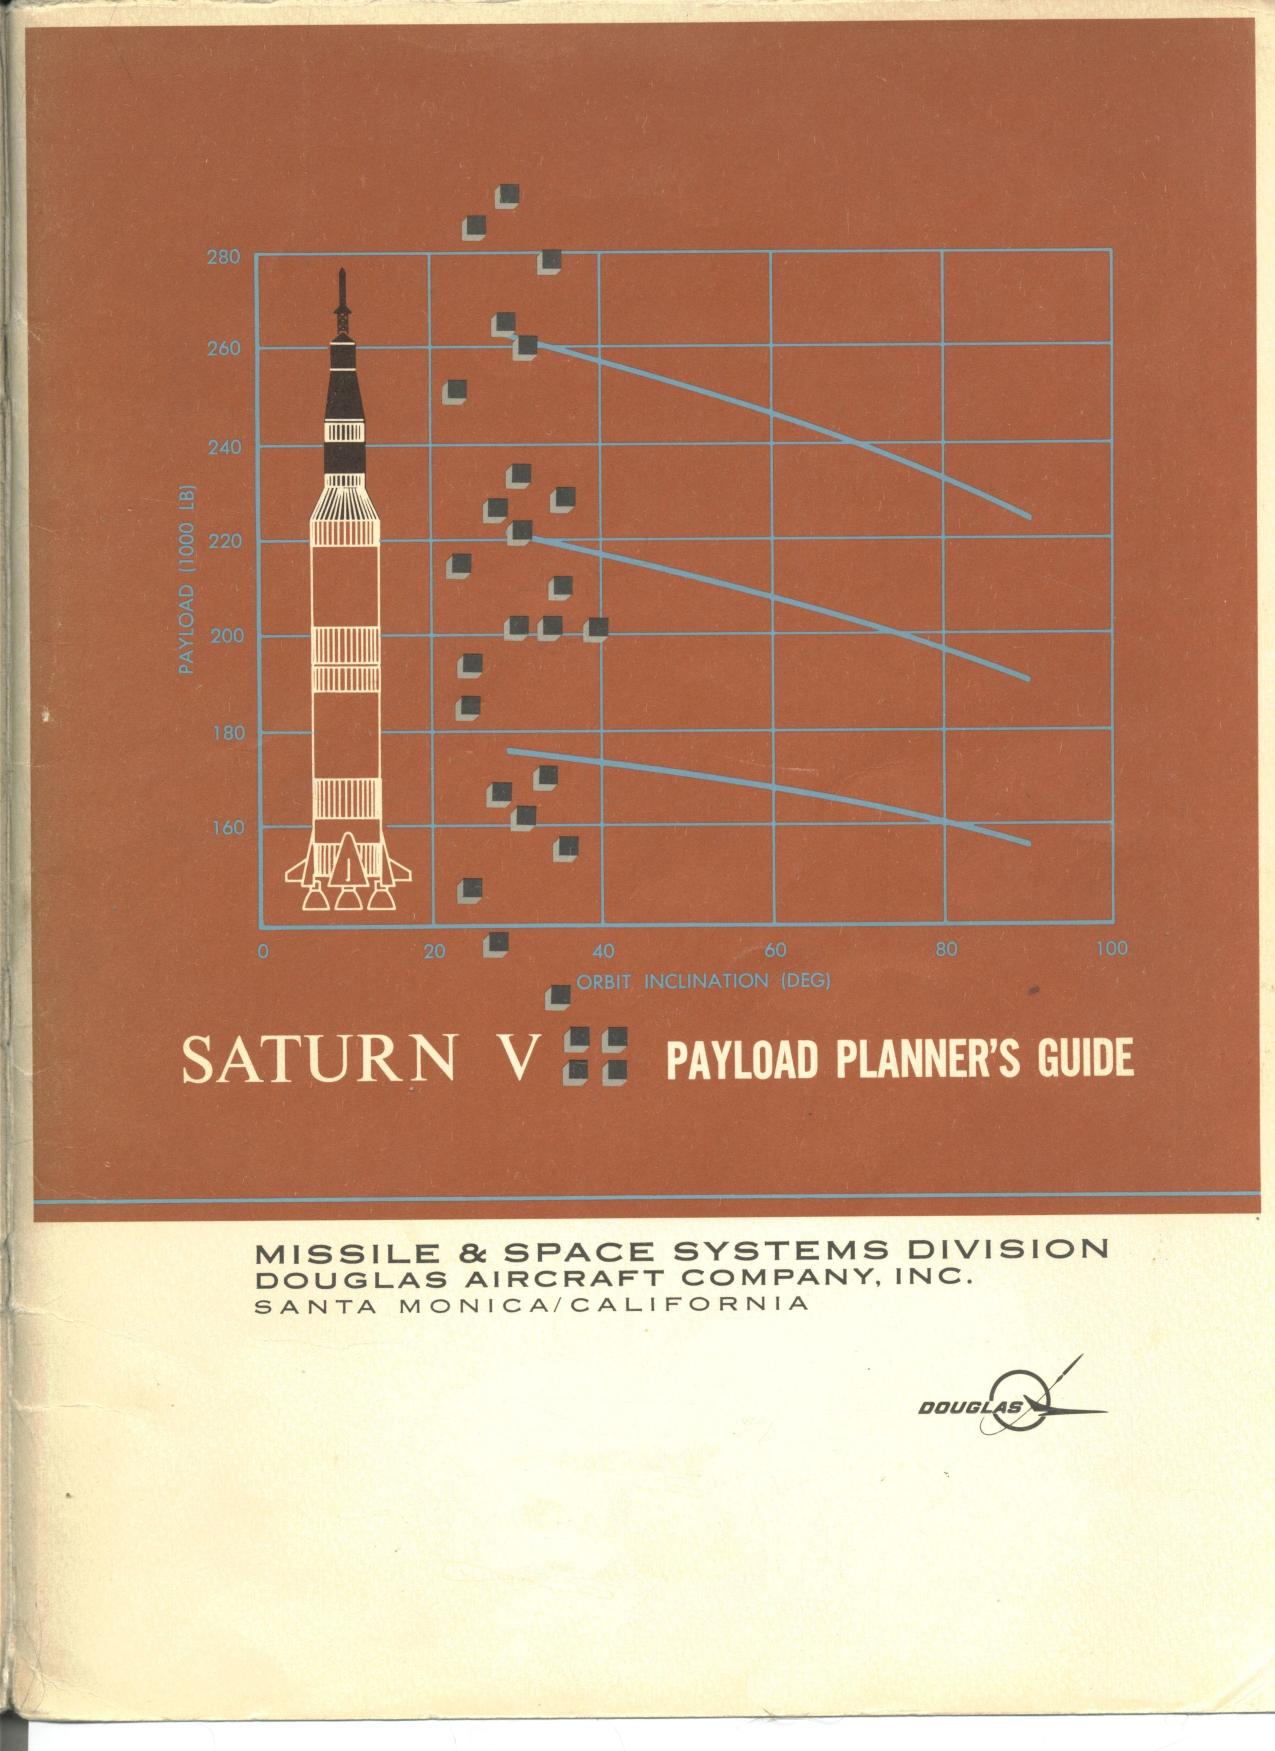 280
260
240
220
200
180
160
PAYLOAD (1000 LB)
0 20 40 60 80 100
ORBIT INCLINATION (DEG)
SATURN V PAYLOAD PLANNER'S GUIDE
MISSILE & SPACE SYSTEMS DIVISION
DOUGLAS AIRCRAFT COMPANY, INC.
SANTA MONICA/CALIFORNIA
DOUGLAS